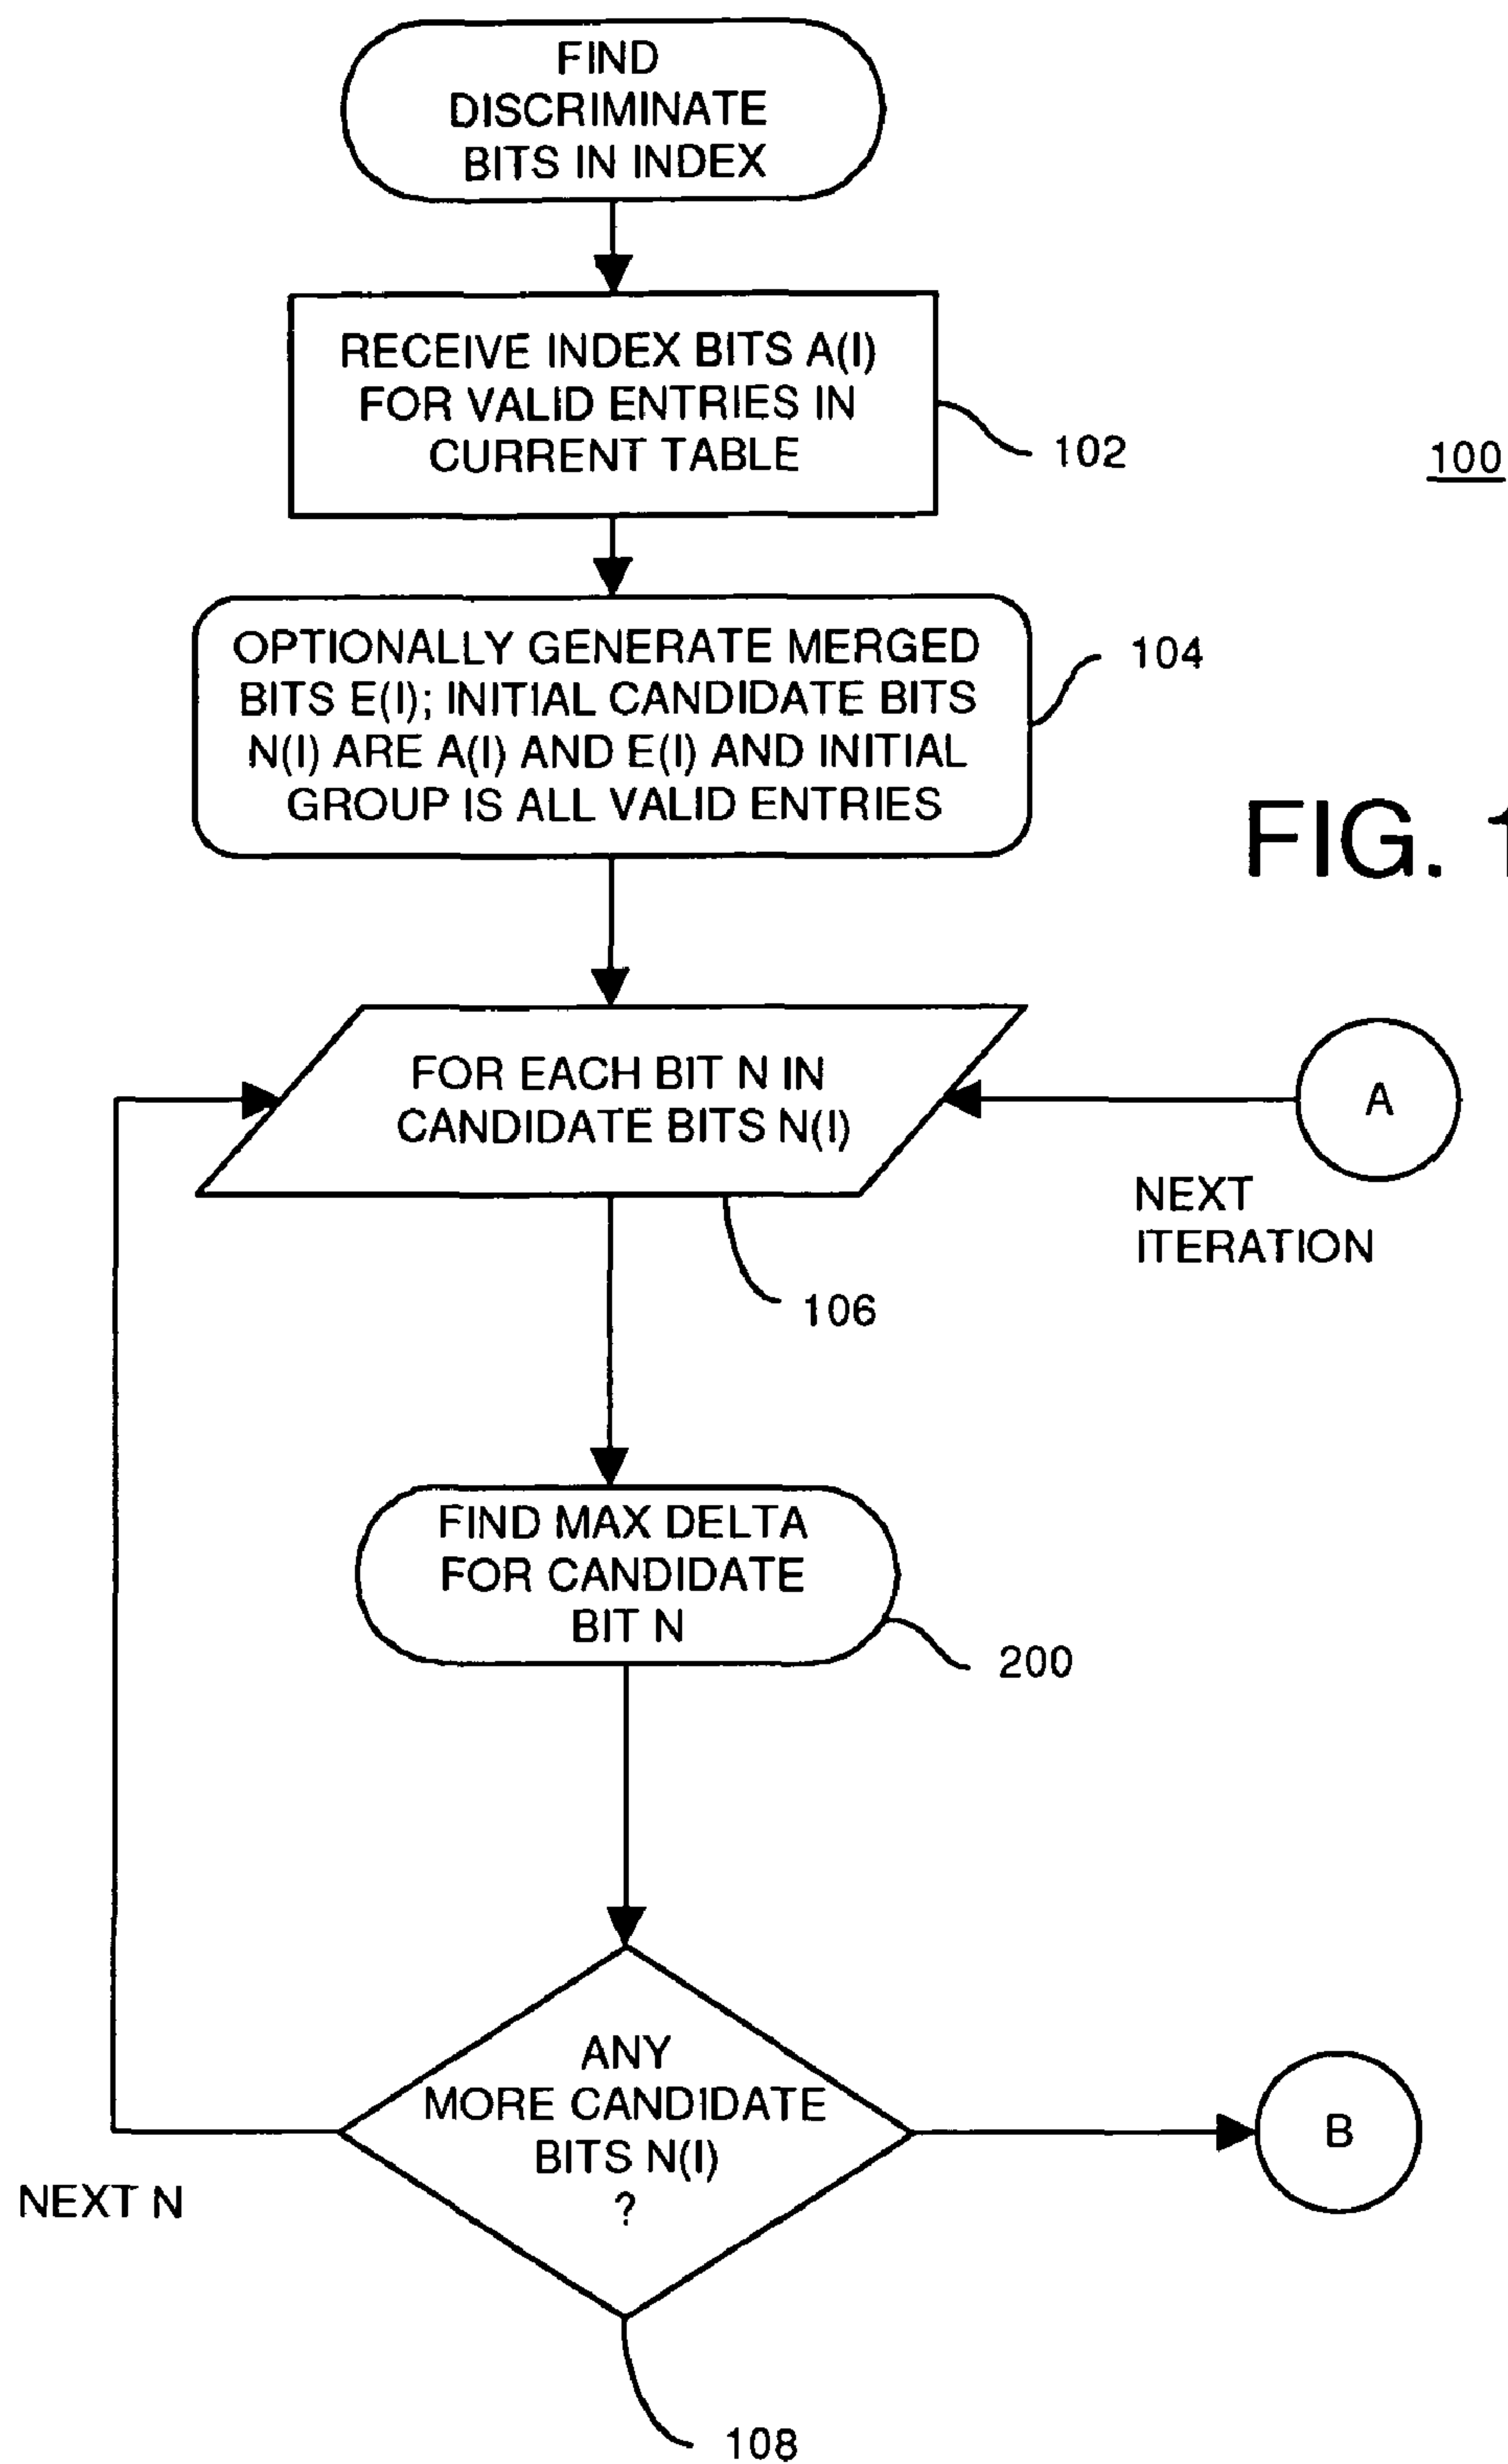 FIND
DISCRIMINATE
BITS IN INDEX
RECEIVE INDEX BITS A(I)
FOR VALID ENTRIES IN
CURRENT TABLE
102
100
OPTIONALLY GENERATE MERGED
BITS E(I); INITIAL CANDIDATE BITS
N(I) ARE A(I) AND E(I) AND INITIAL
GROUP IS ALL VALID ENTRIES
104
FIG. 1
FOR EACH BIT N IN
CANDIDATE BITS N(I)
A
NEXT
ITERATION
106
FIND MAX DELTA
FOR CANDIDATE
BIT N
200
ANY
MORE CANDIDATE
BITS N(I)
?
B
NEXT N
108